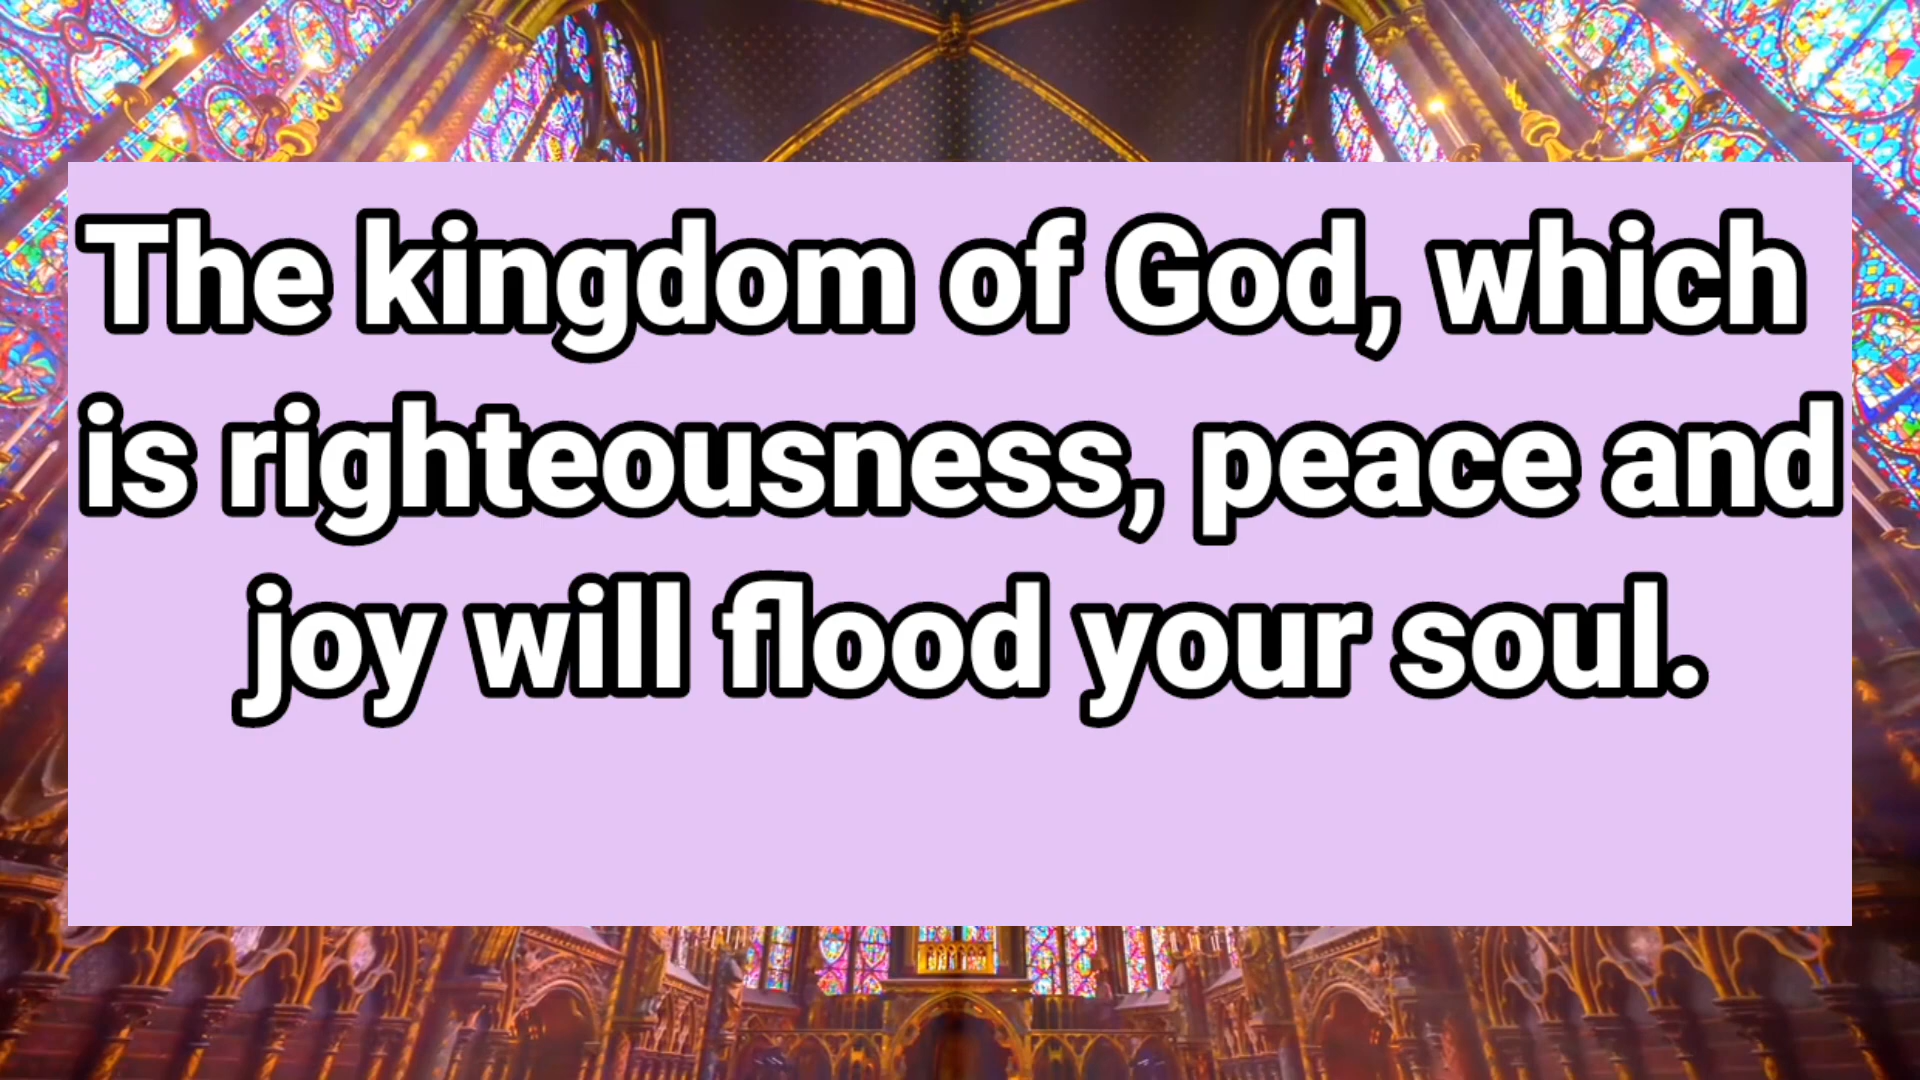 The kingdom of God, which
is righteousness, peace and
joy will flood your soul.